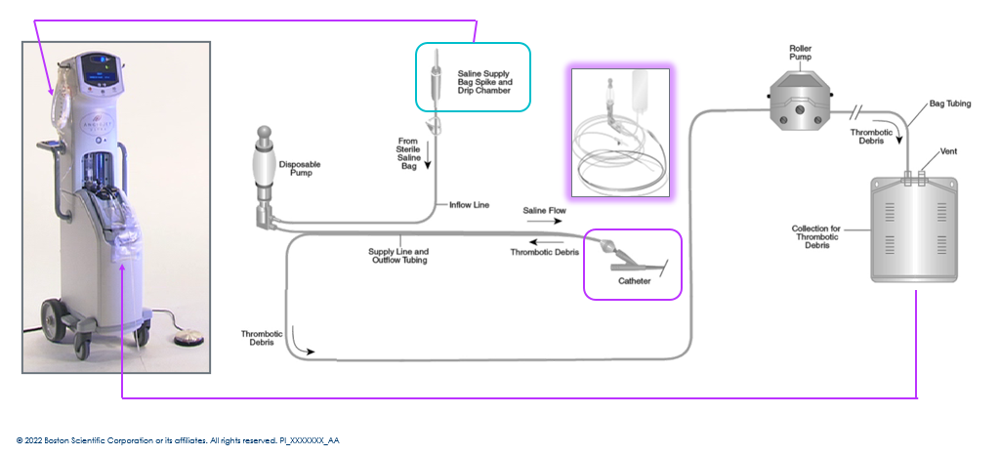 Saline Supply
Bag Spike and
Drip Chamber
Roller
Pump
Bag Tubing
Thrombotic
Debris
Vent
From
Sterile
Saline
Bag
Disposable
Pump
Inflow Line
Saline Flow
Supply Line and
Outflow Tubing
Thrombotic Debris
Catheter
Collection for
Thrombotic
Debris
Thrombotic
Debris
ANGIOJET
ULTRA
© 2022 Boston Scientific Corporation or its affiliates. All rights reserved. PI_XXXXXXX_AA